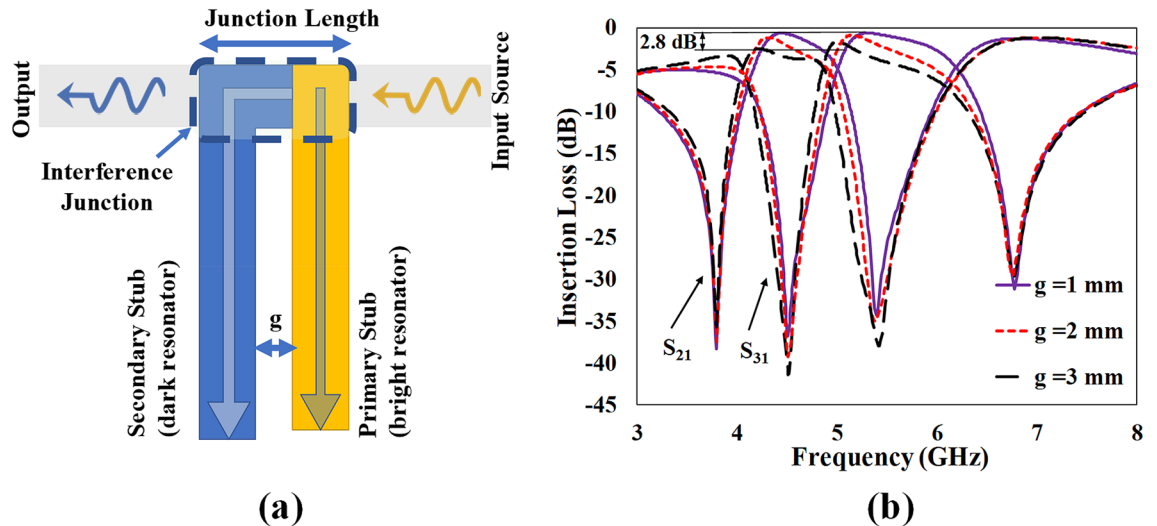 Junction Length
Output
Input Source
Interference
Junction
Secondary Stub
(dark resonator)
g
Primary Stub
(bright resonator)
(a)
Insertion Loss (dB)
0
-5
-10
-15
-20
-25
-30
-35
-40
-45
2.8 dB
S21
S31
g =1 mm
g =2 mm
g =3 mm
3 4 5 6 7 8
Frequency (GHz)
(b)